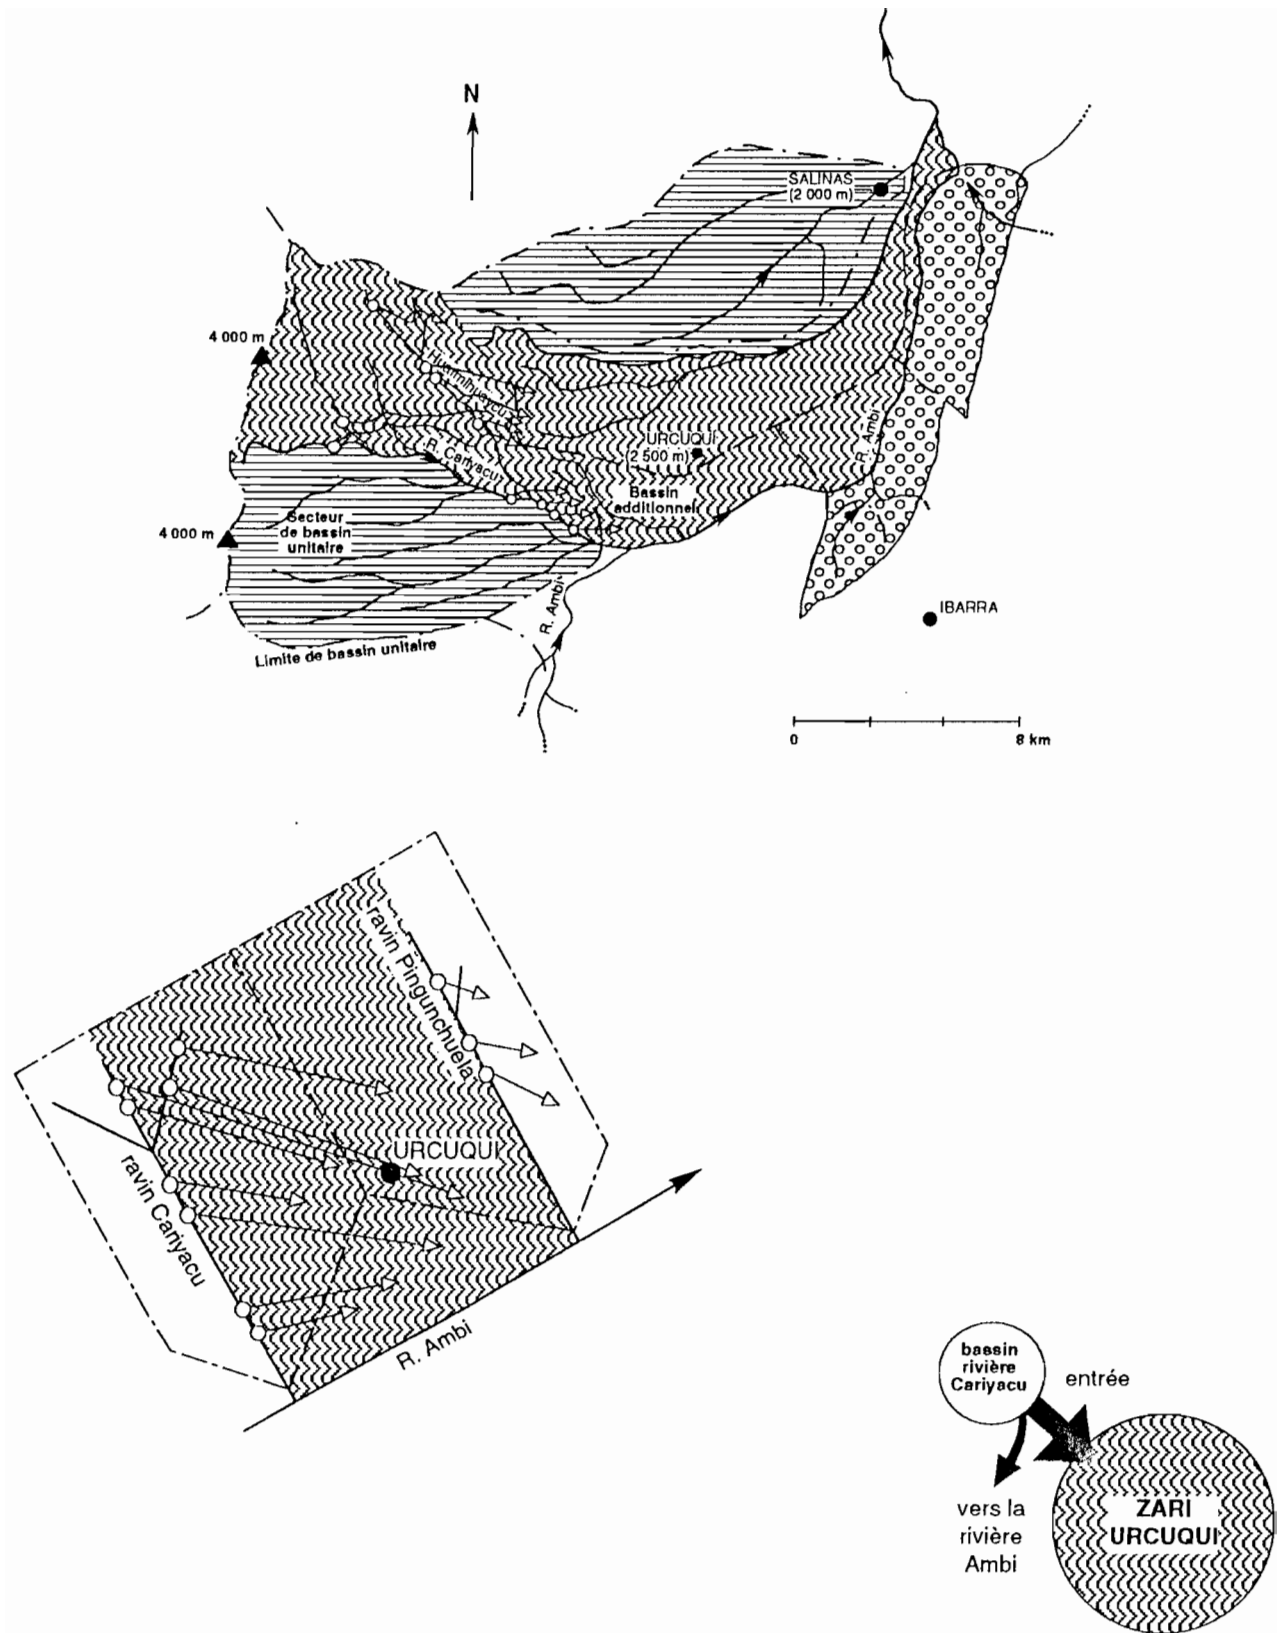 N
SALINAS
(2 000 m)
4 000 m
Huarmihuaycu
R. Cariyacu
URCUQUI
(2 500 m)
R. Ambi
Bassin
additionnel
Secteur
de bassin
unitaire
4 000 m
R. Ambi
IBARRA
Limite de bassin unitaire
0
8 km
ravin Pingunchuela
URCUQUI
ravin Cariyacu
R. Ambi
bassin
rivière
Cariyacu
entrée
vers la
rivière
Ambi
ZARI
URCUQUI